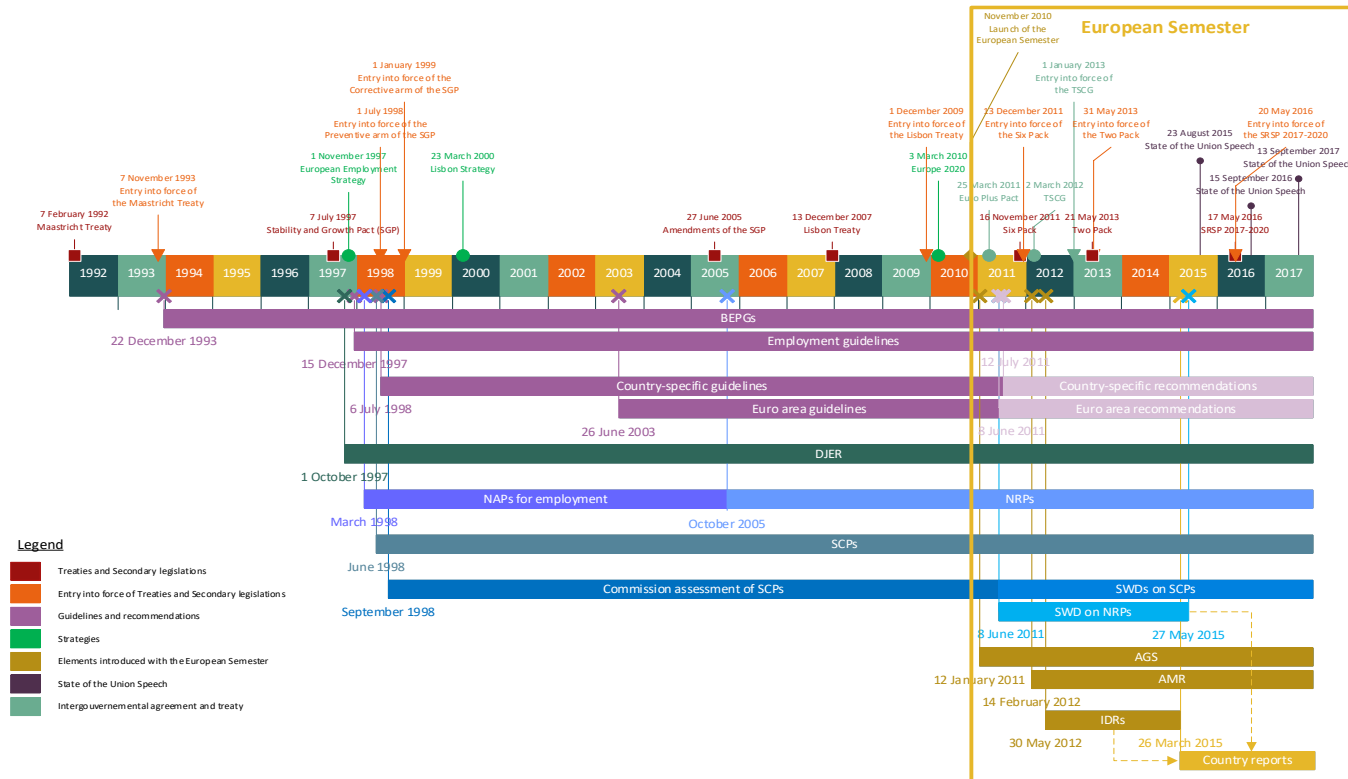 November 2010
Launch of the
European Semester
European Semester
1 January 1999
Entry into force of the
Corrective arm of the SGP
1 January 2013
Entry into force of
the TSCG
1 July 1998
Entry into force of the
Preventive arm of the SGP
1 December 2009
Entry into force of
the Lisbon Treaty
13 December 2011
Entry into force of
the Six Pack
31 May 2013
Entry into force of
the Two Pack
20 May 2016
Entry into force of
the SRSP 2017-2020
23 August 2015
State of the Union Speech
1 November 1997
European Employment
Strategy
23 March 2000
Lisbon Strategy
3 March 2010
Europe 2020
13 September 2017
State of the Union Speech
7 November 1993
Entry into force of
the Maastricht Treaty
25 March 2011
Euro Plus Pact
2 March 2012
TSCG
15 September 2016
State of the Union Speech
7 February 1992
Maastricht Treaty
7 July 1997
Stability and Growth Pact (SGP)
27 June 2005
Amendments of the SGP
13 December 2007
Lisbon Treaty
16 November 2011
Six Pack
21 May 2013
Two Pack
17 May 2016
SRSP 2017-2020
1992 1993 1994 1995 1996 1997 1998 1999 2000 2001 2002 2003 2004 2005 2006 2007 2008 2009 2010 2011 2012 2013 2014 2015 2016 2017
BEPGs
22 December 1993
Employment guidelines
15 December 1997
12 July 2011
Country-specific guidelines
Country-specific recommendations
6 July 1998
Euro area guidelines
Euro area recommendations
26 June 2003
8 June 2011
DJER
1 October 1997
NAPs for employment
NRPs
March 1998
October 2005
SCPs
June 1998
Commission assessment of SCPs
SWDs on SCPs
September 1998
SWD on NRPs
8 June 2011
27 May 2015
AGS
12 January 2011
AMR
14 February 2012
IDRs
30 May 2012
26 March 2015
Country reports
Legend
Treaties and Secondary legislations
Entry into force of Treaties and Secondary legislations
Guidelines and recommendations
Strategies
Elements introduced with the European Semester
State of the Union Speech
Intergouvernemental agreement and treaty